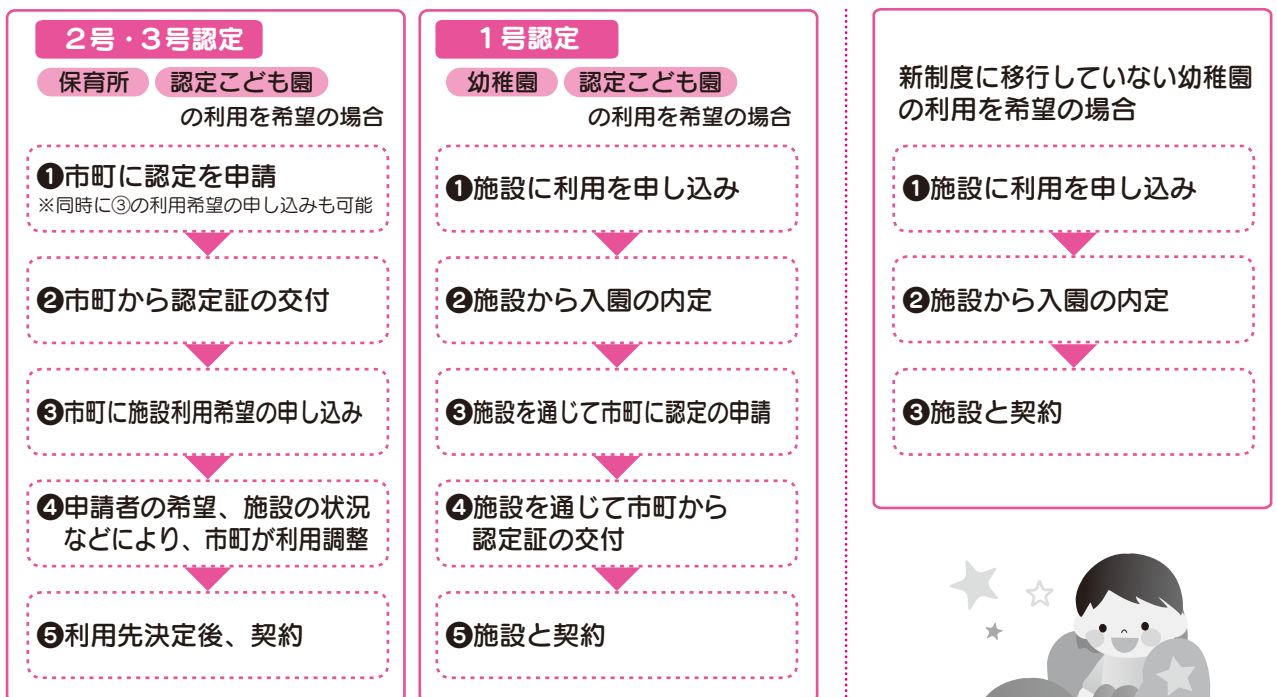 2号・3号認定
保育所 認定こども園
の利用を希望の場合
❶市町に認定を申請
※同時に③の利用希望の申し込みも可能
❷市町から認定証の交付
❸市町に施設利用希望の申し込み
❹申請者の希望、施設の状況
などにより、市町が利用調整
❺利用先決定後、契約
1号認定
幼稚園 認定こども園
の利用を希望の場合
❶施設に利用を申し込み
❷施設から入園の内定
❸施設を通じて市町に認定の申請
❹施設を通じて市町から
認定証の交付
❺施設と契約
新制度に移行していない幼稚園
の利用を希望の場合
❶施設に利用を申し込み
❷施設から入園の内定
❸施設と契約